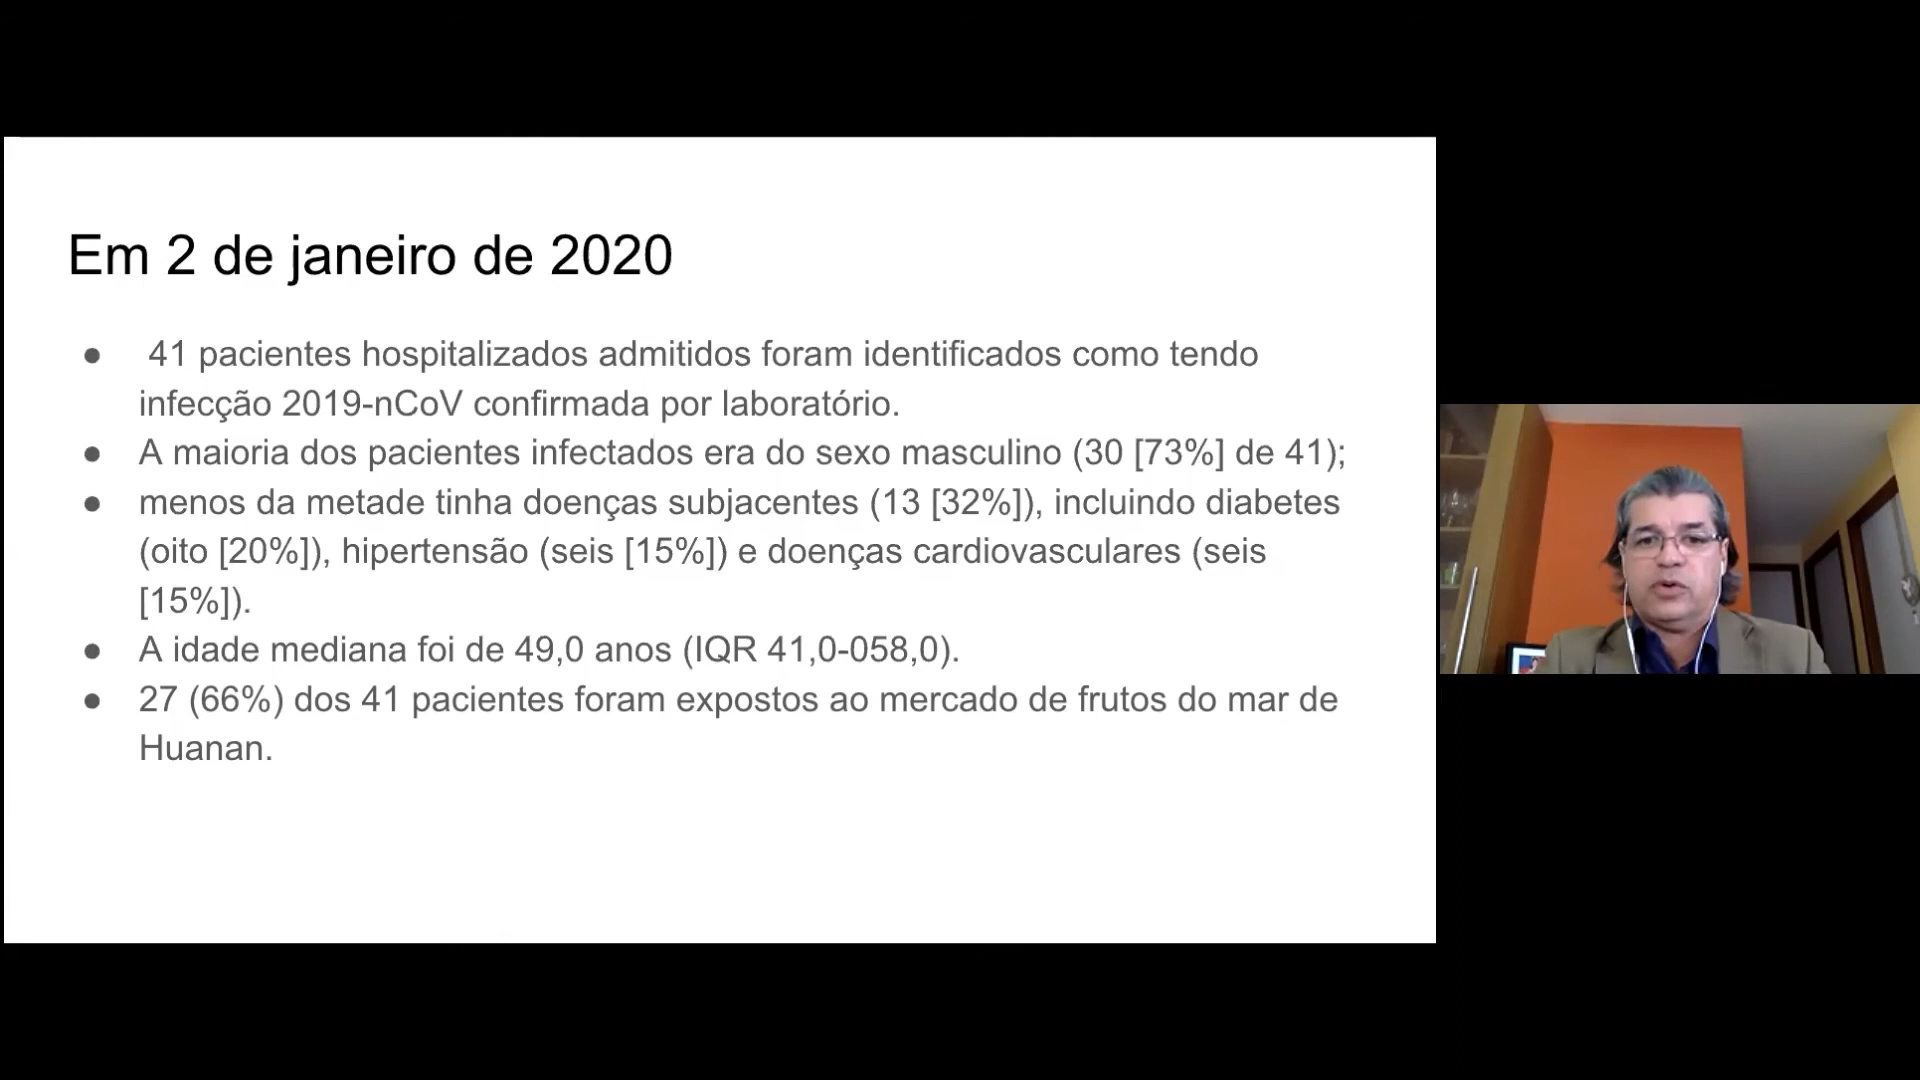 Em 2 de janeiro de 2020
● 41 pacientes hospitalizados admitidos foram identificados como tendo
infecção 2019-nCoV confirmada por laboratório.
● A maioria dos pacientes infectados era do sexo masculino (30 [73%] de 41);
● menos da metade tinha doenças subjacentes (13 [32%]), incluindo diabetes
(oito [20%]), hipertensão (seis [15%]) e doenças cardiovasculares (seis
[15%]).
● A idade mediana foi de 49,0 anos (IQR 41,0-058,0).
● 27 (66%) dos 41 pacientes foram expostos ao mercado de frutos do mar de
Huanan.